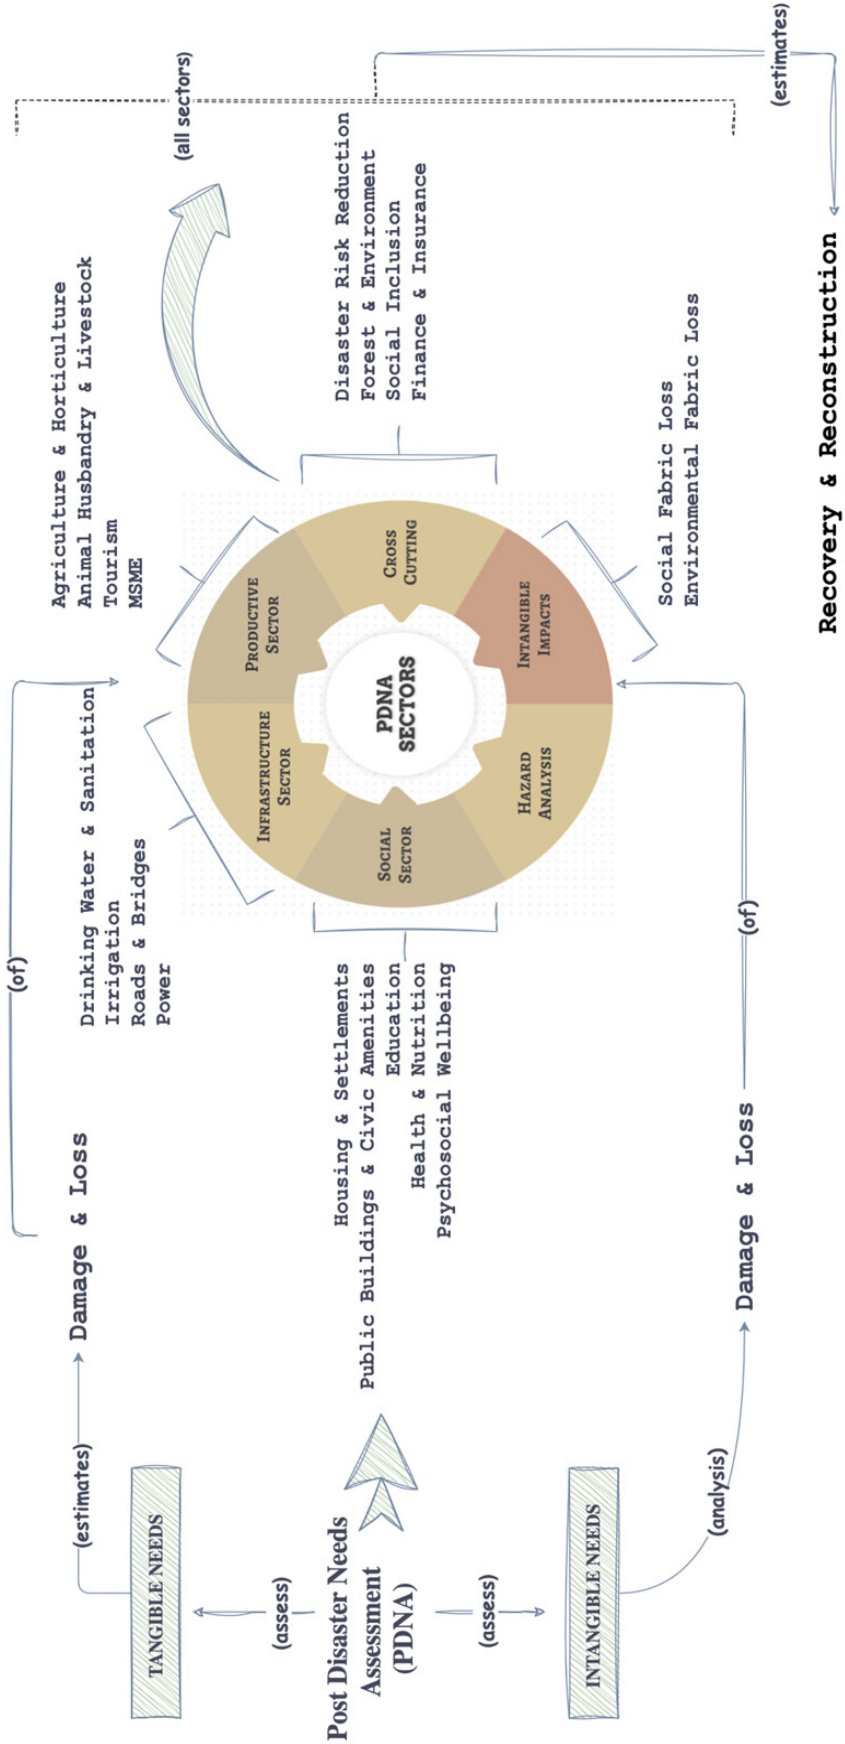 Post Disaster Needs
Assessment
(PDNA)
(assess)
(assess)
TANGIBLE NEEDS
INTANGIBLE NEEDS
(estimates)
(analysis)
Damage & Loss
Damage & Loss
(of)
(of)
Housing & Settlements
Public Buildings & Civic Amenities
Education
Health & Nutrition
Psychosocial Wellbeing
Drinking Water & Sanitation
Irrigation
Roads & Bridges
Power
Agriculture & Horticulture
Animal Husbandry & Livestock
Tourism
MSME
PDNA
SECTORS
INFRASTRUCTURE
SECTOR
PRODUCTIVE
SECTOR
CROSS
CUTTING
INTANGIBLE
IMPACTS
HAZARD
ANALYSIS
SOCIAL
SECTOR
Disaster Risk Reduction
Forest & Environment
Social Inclusion
Finance & Insurance
Social Fabric Loss
Environmental Fabric Loss
(all sectors)
(estimates)
Recovery & Reconstruction